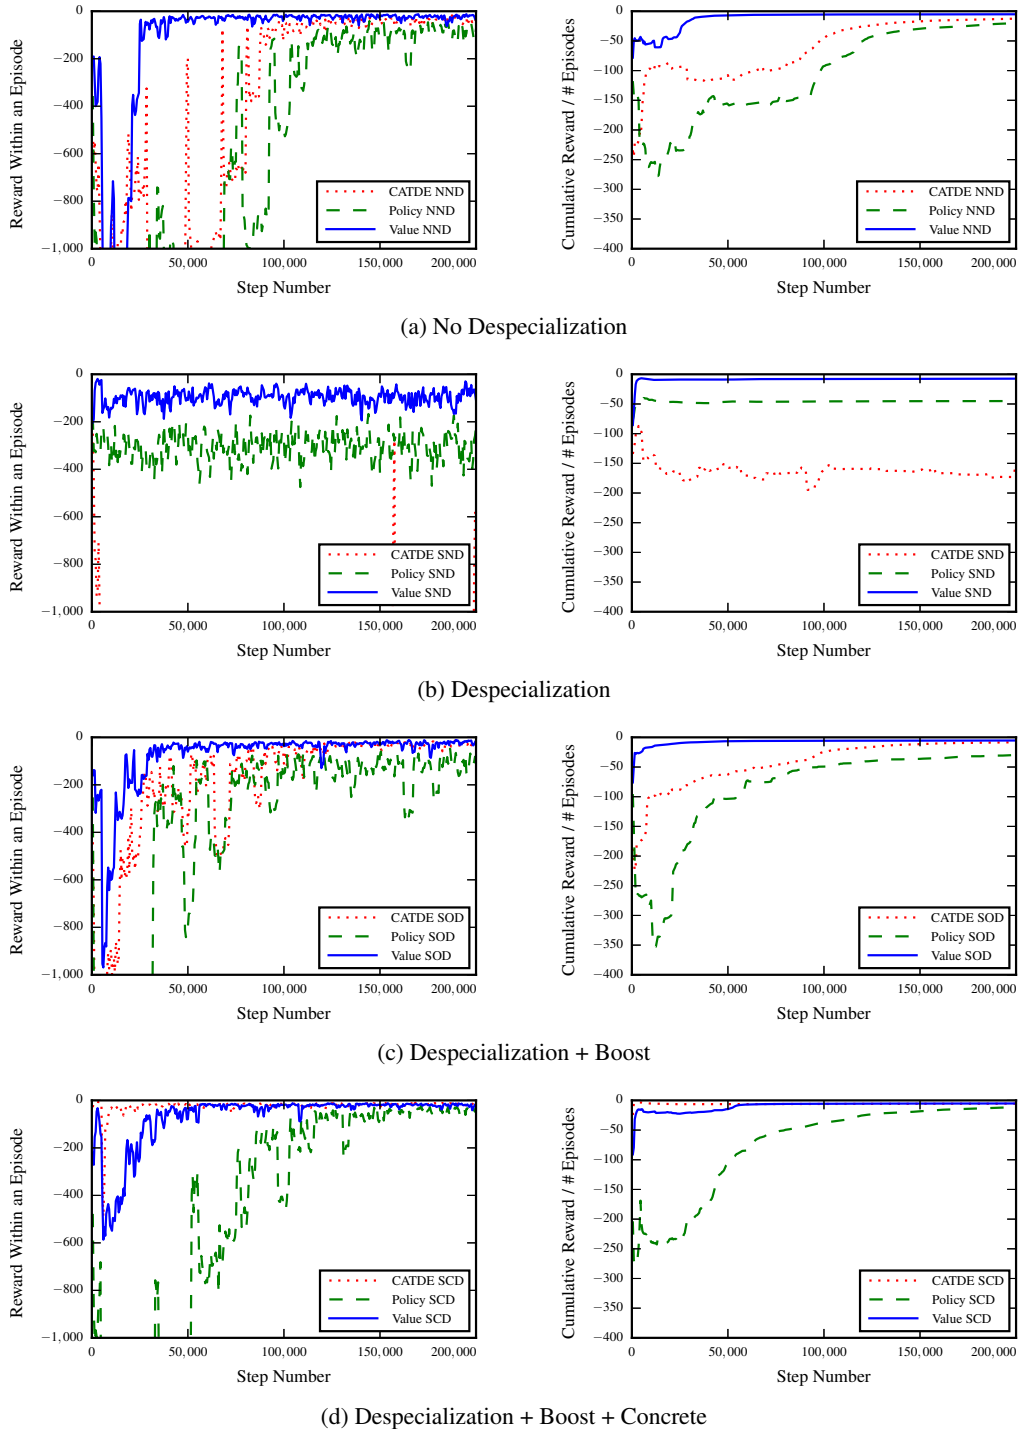 0
−200
−400
−600
−800
−1,000
Reward Within an Episode
CATDE NND
Policy NND
Value NND
0 50,000 100,000 150,000 200,000
Step Number
0
−50
−100
−150
−200
−250
−300
−350
−400
Cumulative Reward / # Episodes
CATDE NND
Policy NND
Value NND
0 50,000 100,000 150,000 200,000
Step Number
(a) No Despecialization
0
−200
−400
−600
−800
−1,000
Reward Within an Episode
CATDE SND
Policy SND
Value SND
0 50,000 100,000 150,000 200,000
Step Number
0
−50
−100
−150
−200
−250
−300
−350
−400
Cumulative Reward / # Episodes
CATDE SND
Policy SND
Value SND
0 50,000 100,000 150,000 200,000
Step Number
(b) Despecialization
0
−200
−400
−600
−800
−1,000
Reward Within an Episode
CATDE SOD
Policy SOD
Value SOD
0 50,000 100,000 150,000 200,000
Step Number
0
−50
−100
−150
−200
−250
−300
−350
−400
Cumulative Reward / # Episodes
CATDE SOD
Policy SOD
Value SOD
0 50,000 100,000 150,000 200,000
Step Number
(c) Despecialization + Boost
0
−200
−400
−600
−800
−1,000
Reward Within an Episode
CATDE SCD
Policy SCD
Value SCD
0 50,000 100,000 150,000 200,000
Step Number
0
−50
−100
−150
−200
−250
−300
−350
−400
Cumulative Reward / # Episodes
CATDE SCD
Policy SCD
Value SCD
0 50,000 100,000 150,000 200,000
Step Number
(d) Despecialization + Boost + Concrete